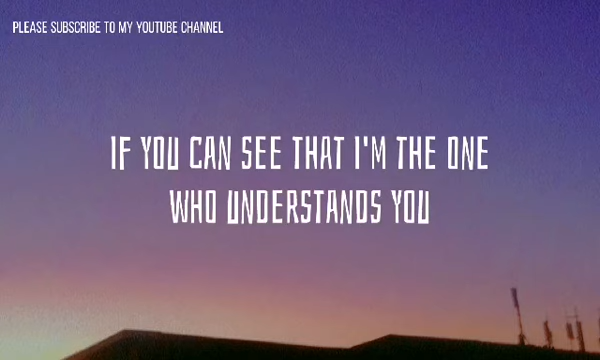 PLEASE SUBSCRIBE TO MY YOUTUBE CHANNEL
IF YOU CAN SEE THAT I'M THE ONE
WHO UNDERSTANDS YOU